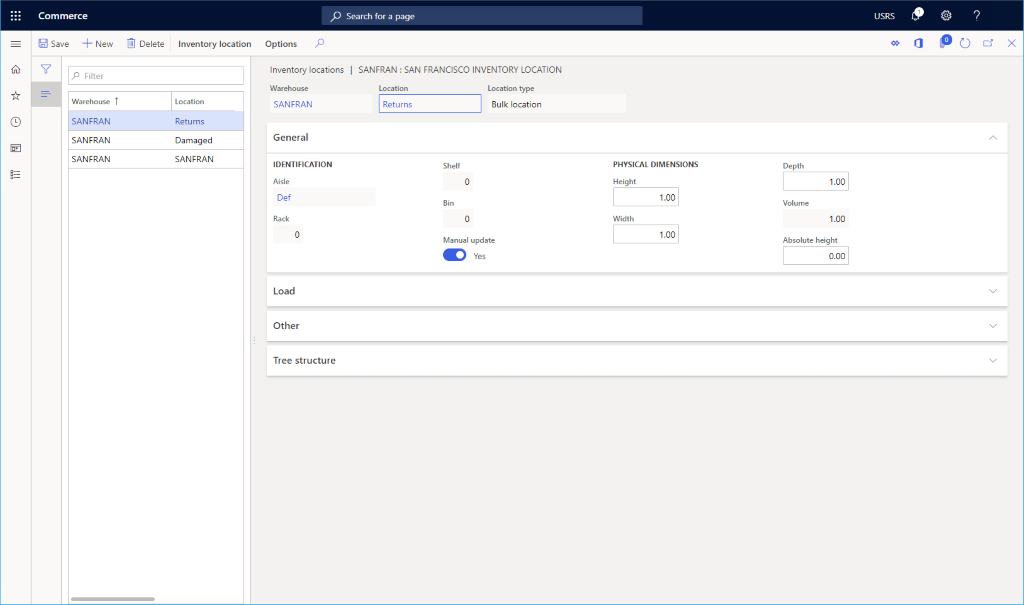 Commerce
Search for a page
USRS
1
?
Save
New
Delete
Inventory location
Options
0
Filter
Warehouse ↑ Location
SANFRAN Returns
SANFRAN Damaged
SANFRAN SANFRAN
Inventory locations | SANFRAN : SAN FRANCISCO INVENTORY LOCATION
Warehouse Location Location type
SANFRAN Returns Bulk location
General
IDENTIFICATION
Aisle
Def
Rack
0
Shelf
0
Bin
0
Manual update
Yes
PHYSICAL DIMENSIONS
Height
1.00
Width
1.00
Depth
1.00
Volume
1.00
Absolute height
0.00
Load
Other
Tree structure